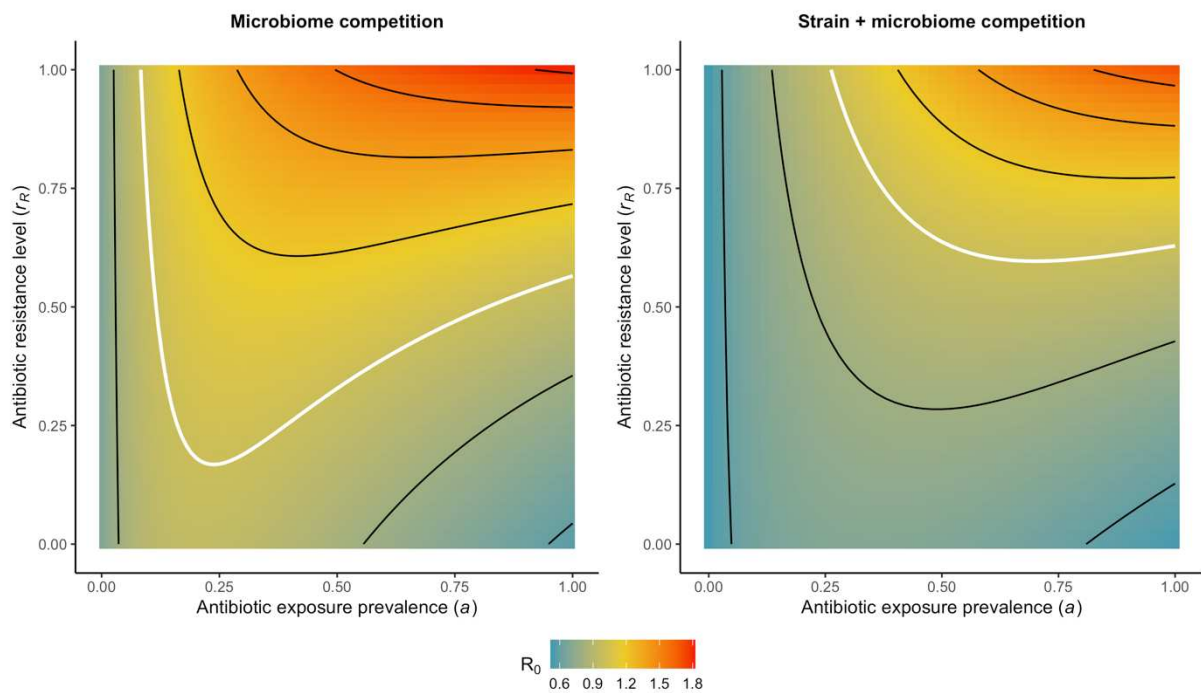 Microbiome competition
Strain + microbiome competition
Antibiotic resistance level (r_R)
1.00
0.75
0.50
0.25
0.00
0.00 0.25 0.50 0.75 1.00
Antibiotic exposure prevalence (a)
Antibiotic resistance level (r_R)
1.00
0.75
0.50
0.25
0.00
0.00 0.25 0.50 0.75 1.00
Antibiotic exposure prevalence (a)
R₀
0.6 0.9 1.2 1.5 1.8